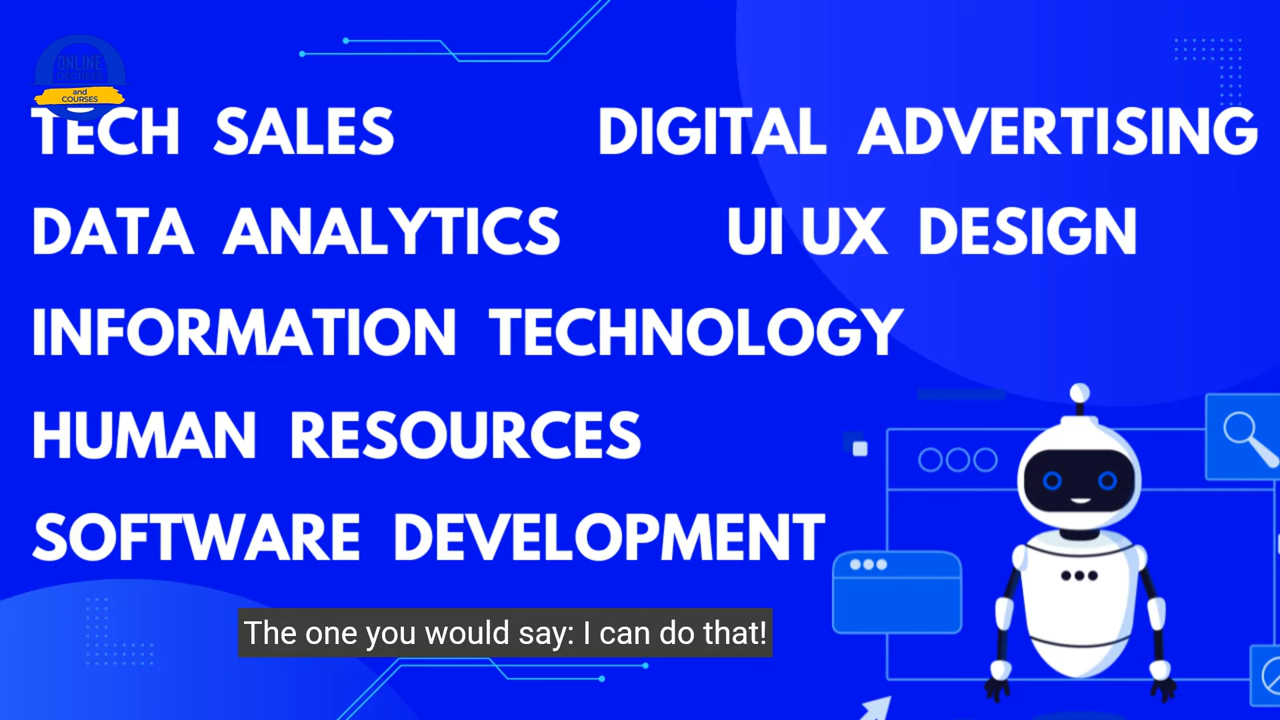 ONLINE
DEGREES
and
COURSES
TECH SALES
DIGITAL ADVERTISING
DATA ANALYTICS
UI UX DESIGN
INFORMATION TECHNOLOGY
HUMAN RESOURCES
SOFTWARE DEVELOPMENT
The one you would say: I can do that!